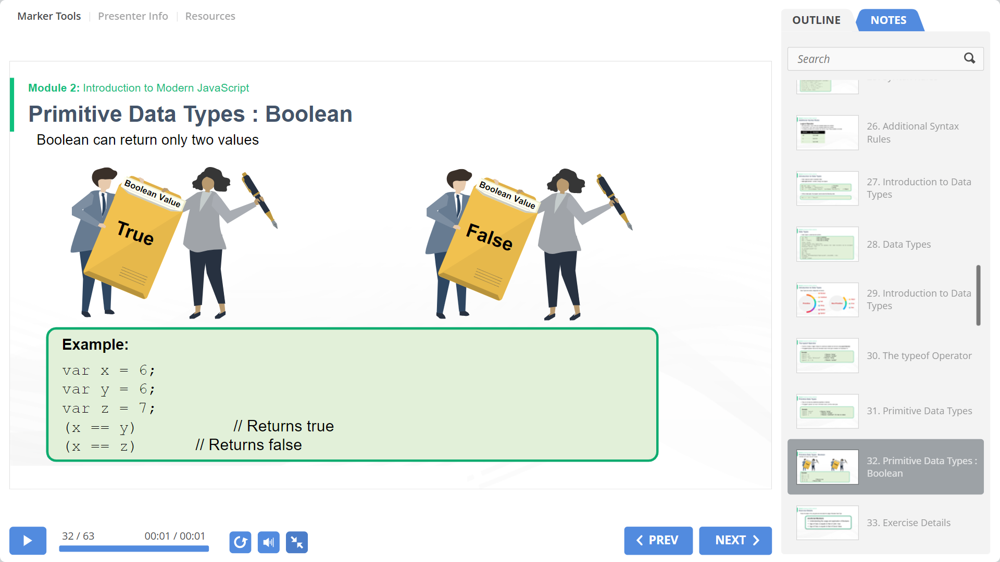 Marker Tools
Presenter Info
Resources
OUTLINE
NOTES
Search
Module 2: Introduction to Modern JavaScript
Primitive Data Types : Boolean
Boolean can return only two values
Boolean Value
True
Boolean Value
False
Example:
var x = 6;
var y = 6;
var z = 7;
(x == y) // Returns true
(x == z) // Returns false
26. Additional Syntax
Rules
27. Introduction to Data
Types
28. Data Types
29. Introduction to Data
Types
30. The typeof Operator
31. Primitive Data Types
32. Primitive Data Types :
Boolean
33. Exercise Details
32 / 63
00:01 / 00:01
PREV
NEXT